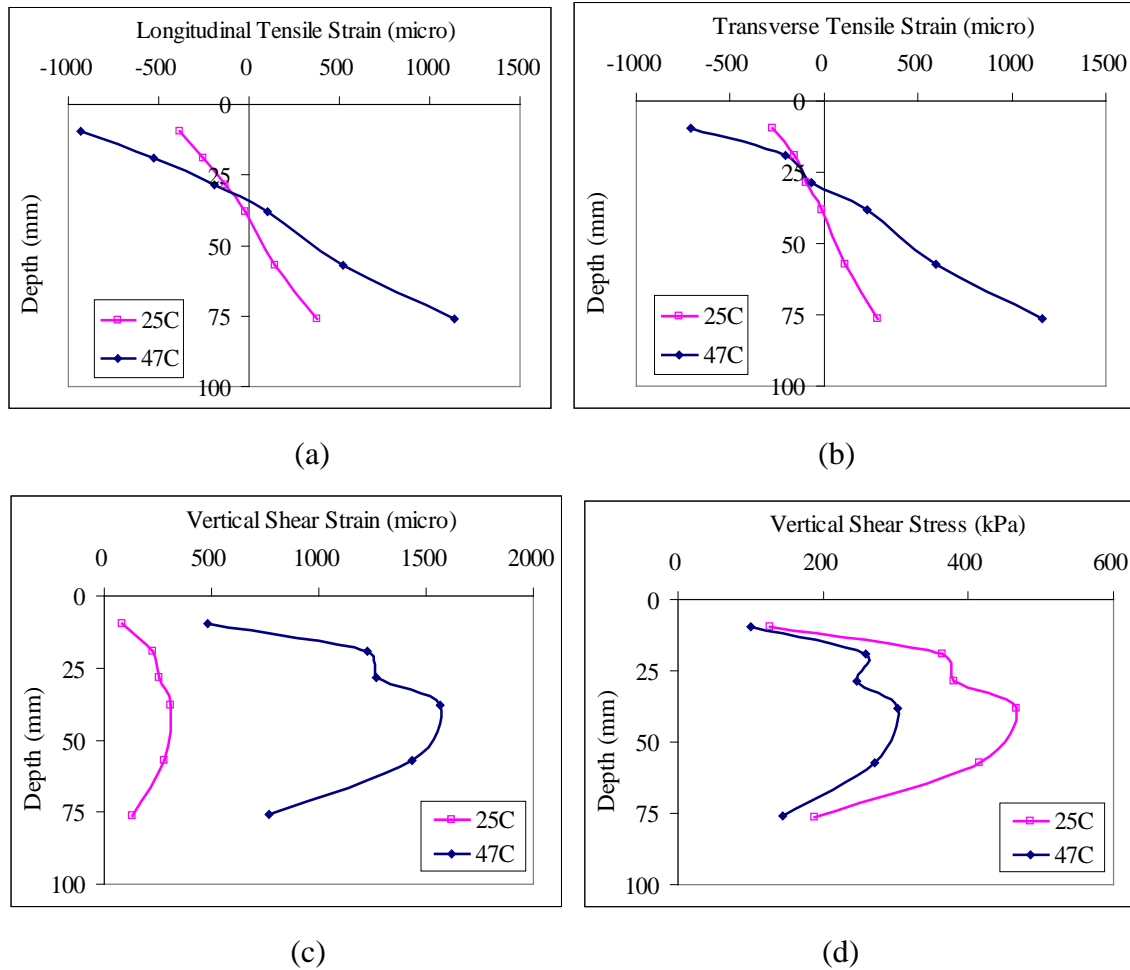 Longitudinal Tensile Strain (micro)
-1000 -500 0 500 1000 1500
0
25
50
75
100
Depth (mm)
25C
47C
(a)
Transverse Tensile Strain (micro)
-1000 -500 0 500 1000 1500
0
25
50
75
100
Depth (mm)
25C
47C
(b)
Vertical Shear Strain (micro)
0 500 1000 1500 2000
0
25
50
75
100
Depth (mm)
25C
47C
(c)
Vertical Shear Stress (kPa)
0 200 400 600
0
25
50
75
100
Depth (mm)
25C
47C
(d)